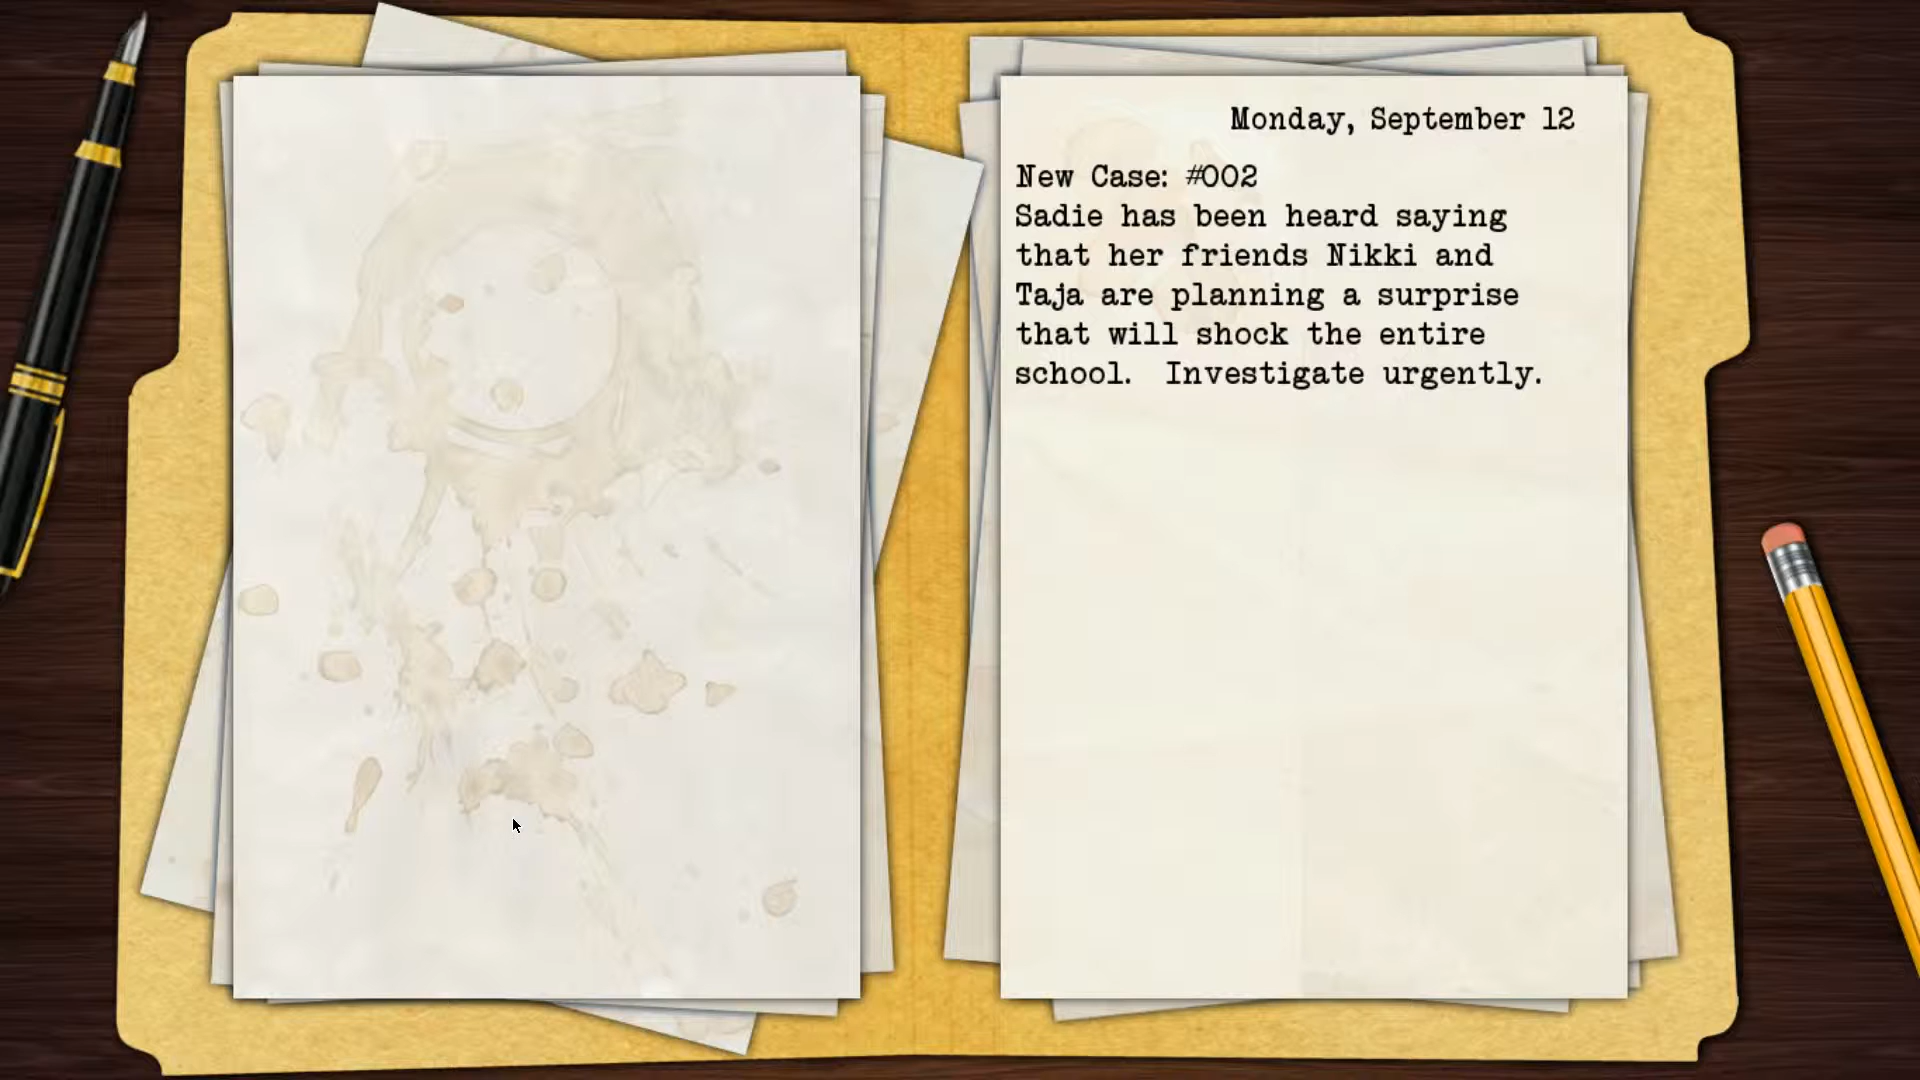 Monday, September 12
New Case: #002
Sadie has been heard saying
that her friends Nikki and
Taja are planning a surprise
that will shock the entire
school.  Investigate urgently.